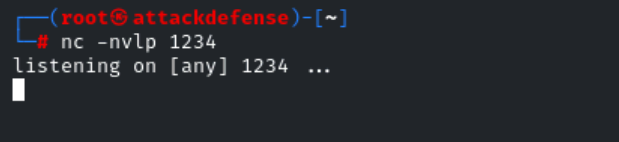 ┌──(root㉿attackdefense)-[~]
└─# nc -nvlp 1234
listening on [any] 1234 ...